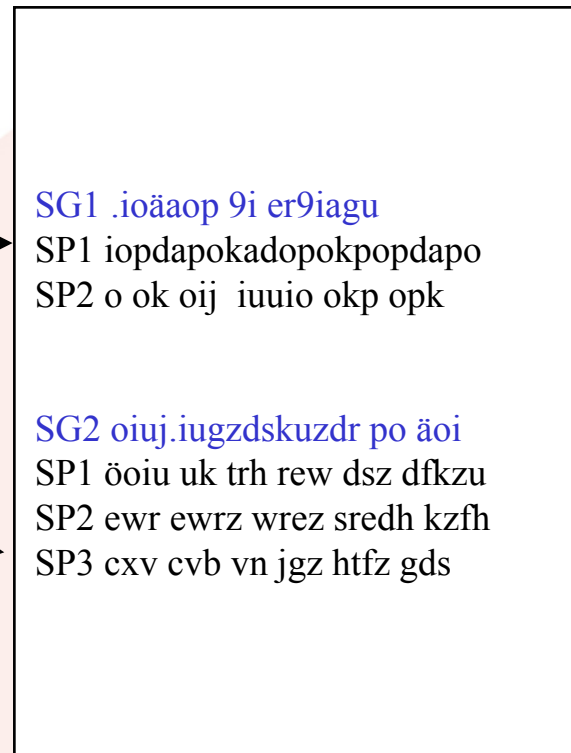 SG1 .ioäaop 9i er9iagu
SP1 iopdapokadopokpopdapo
SP2 o ok oij  iuuio okp opk
SG2 oiuj.iugzdskuzdr po äoi
SP1 öoiu uk trh rew dsz dfkzu
SP2 ewr ewrz wrez sredh kzfh
SP3 cxv cvb vn jgz htfz gds